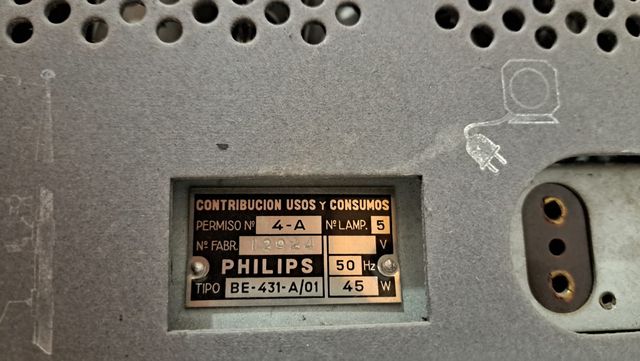 CONTRIBUCION USOS Y CONSUMOS
PERMISO Nº 4-A Nº LAMP. 5
Nº FABR. 12924 V
PHILIPS 50 Hz
TIPO BE-431-A/01 45 W